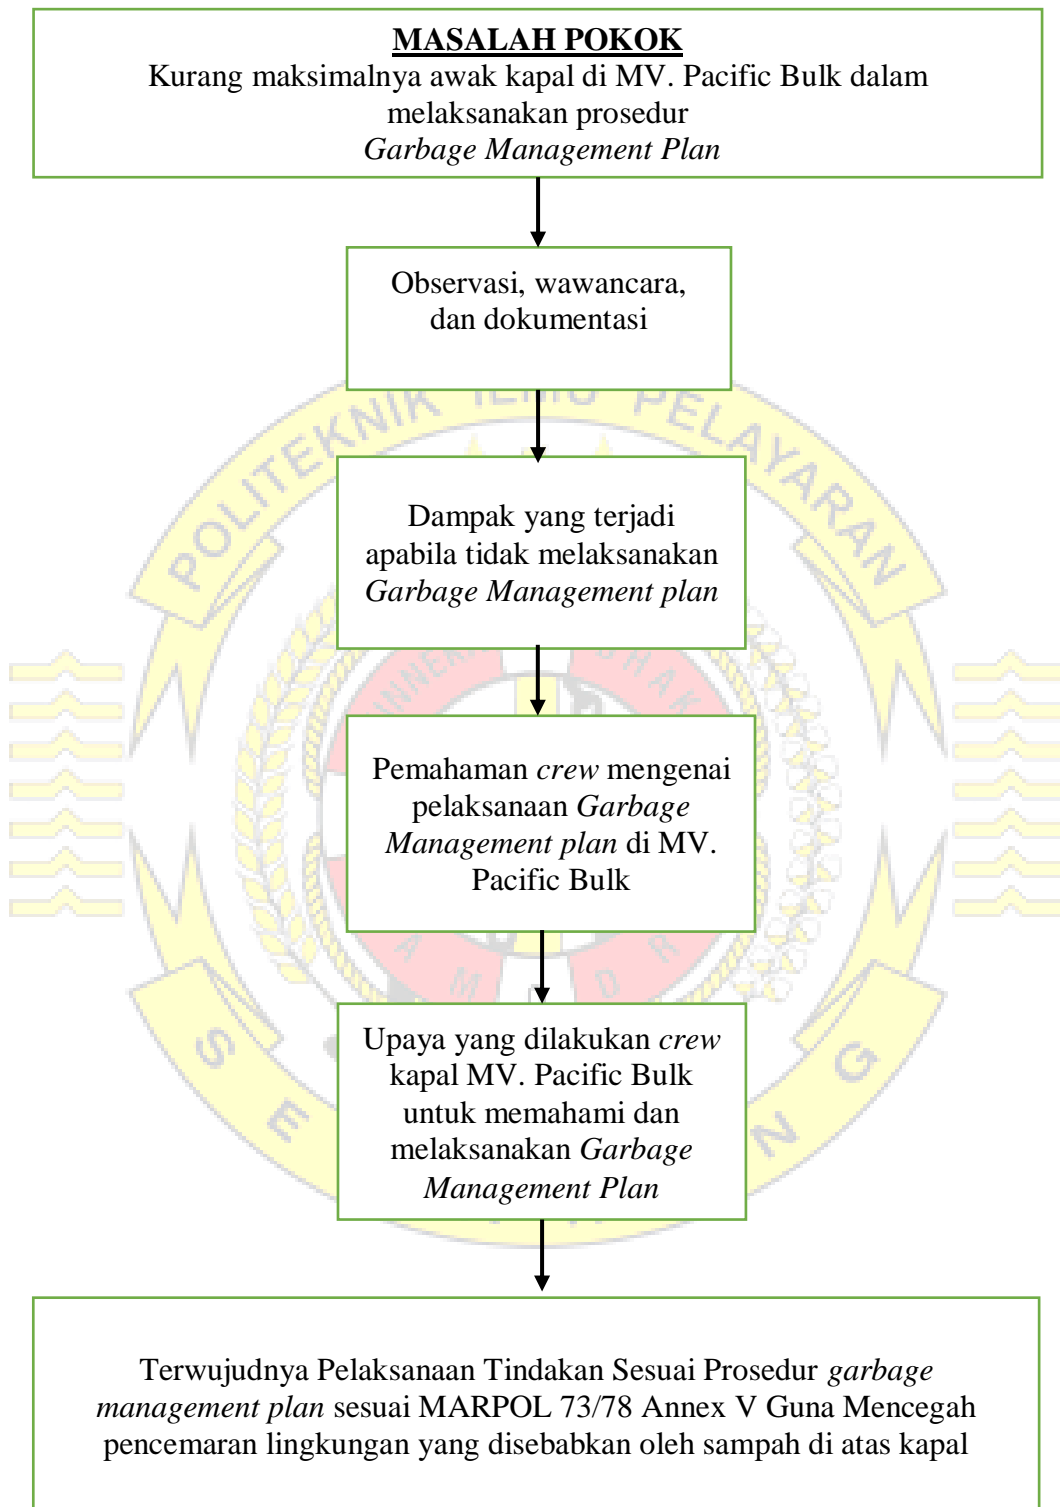 MASALAH POKOK
Kurang maksimalnya awak kapal di MV. Pacific Bulk dalam
melaksanakan prosedur
Garbage Management Plan
Observasi, wawancara,
dan dokumentasi
POLITEKNIK ILMU PELAYARAN
Dampak yang terjadi
apabila tidak melaksanakan
Garbage Management plan
Pemahaman crew mengenai
pelaksanaan Garbage
Management plan di MV.
Pacific Bulk
Upaya yang dilakukan crew
kapal MV. Pacific Bulk
untuk memahami dan
melaksanakan Garbage
Management Plan
Terwujudnya Pelaksanaan Tindakan Sesuai Prosedur garbage
management plan sesuai MARPOL 73/78 Annex V Guna Mencegah
pencemaran lingkungan yang disebabkan oleh sampah di atas kapal